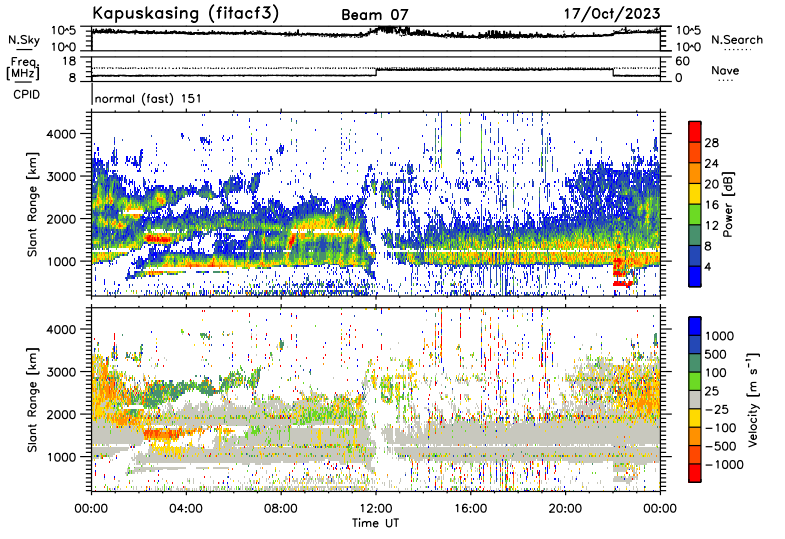 Kapuskasing (fitacf3) Beam 07 17/Oct/2023
N.Sky 10^5 10^0 10^5 10^0 N.Search
Freq. [MHz] 18 8 60 0 Nave
CPID normal (fast) 151
Slant Range [km] 4000 3000 2000 1000
Power [dB] 28 24 20 16 12 8 4
Slant Range [km] 4000 3000 2000 1000
Velocity [m s⁻¹] 1000 500 100 25 −25 −100 −500 −1000
00:00 04:00 08:00 12:00 16:00 20:00 00:00
Time UT